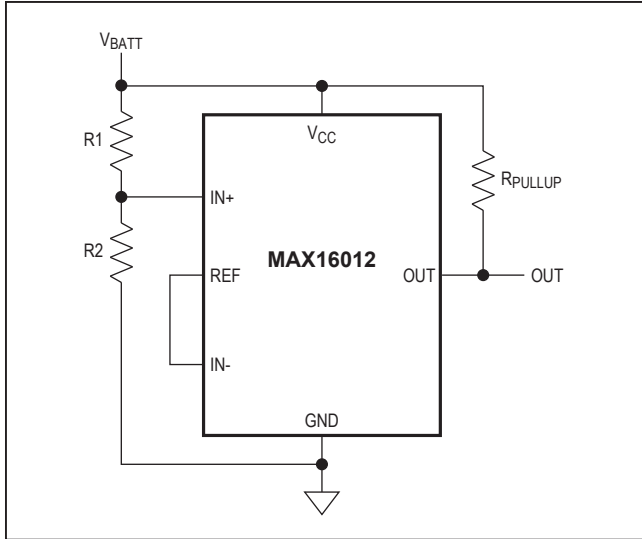 VBATT
R1
VCC
RPULLUP
IN+
R2
MAX16012
REF
OUT
OUT
IN-
GND